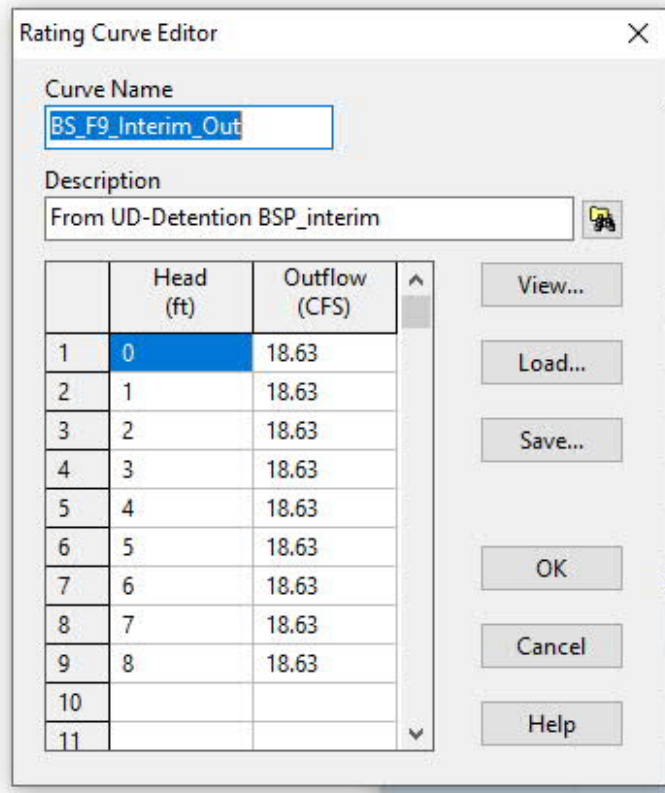 Rating Curve Editor
Curve Name
BS_F9_Interim_Out
Description
From UD-Detention BSP_interim
Head (ft) Outflow (CFS)
1 0 18.63
2 1 18.63
3 2 18.63
4 3 18.63
5 4 18.63
6 5 18.63
7 6 18.63
8 7 18.63
9 8 18.63
10
11
View...
Load...
Save...
OK
Cancel
Help